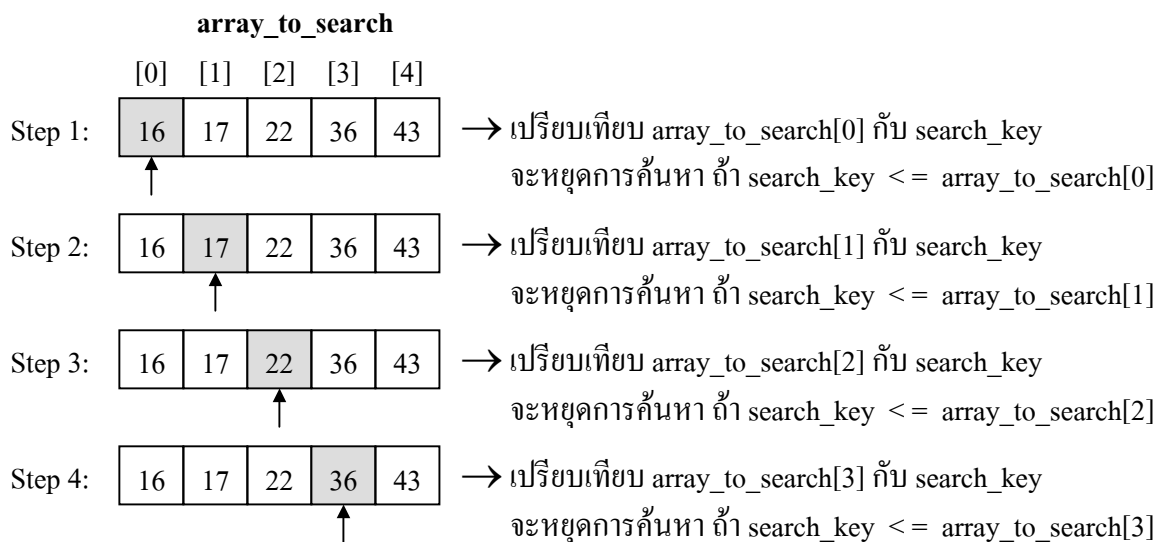 array_to_search
[0] [1] [2] [3] [4]
Step 1: 16 17 22 36 43 → เปรียบเทียบ array_to_search[0] กับ search_key
จะหยุดการค้นหา ถ้า search_key <= array_to_search[0]
Step 2: 16 17 22 36 43 → เปรียบเทียบ array_to_search[1] กับ search_key
จะหยุดการค้นหา ถ้า search_key <= array_to_search[1]
Step 3: 16 17 22 36 43 → เปรียบเทียบ array_to_search[2] กับ search_key
จะหยุดการค้นหา ถ้า search_key <= array_to_search[2]
Step 4: 16 17 22 36 43 → เปรียบเทียบ array_to_search[3] กับ search_key
จะหยุดการค้นหา ถ้า search_key <= array_to_search[3]